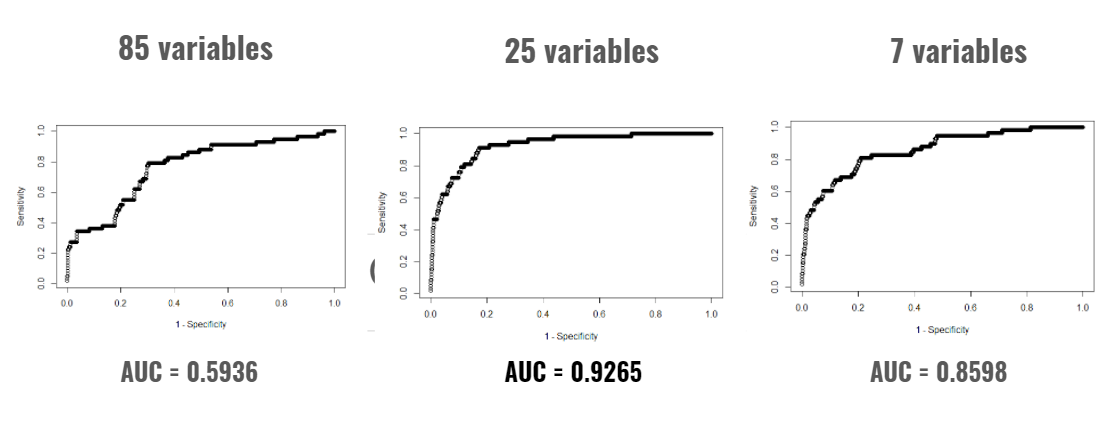 85 variables
25 variables
7 variables
Sensitivity
1.0
0.8
0.6
0.4
0.2
0.0
0.0 0.2 0.4 0.6 0.8 1.0
1 - Specificity
Sensitivity
1.0
0.8
0.6
0.4
0.2
0.0
0.0 0.2 0.4 0.6 0.8 1.0
1 - Specificity
Sensitivity
1.0
0.8
0.6
0.4
0.2
0.0
0.0 0.2 0.4 0.6 0.8 1.0
1 - Specificity
AUC = 0.5936
AUC = 0.9265
AUC = 0.8598